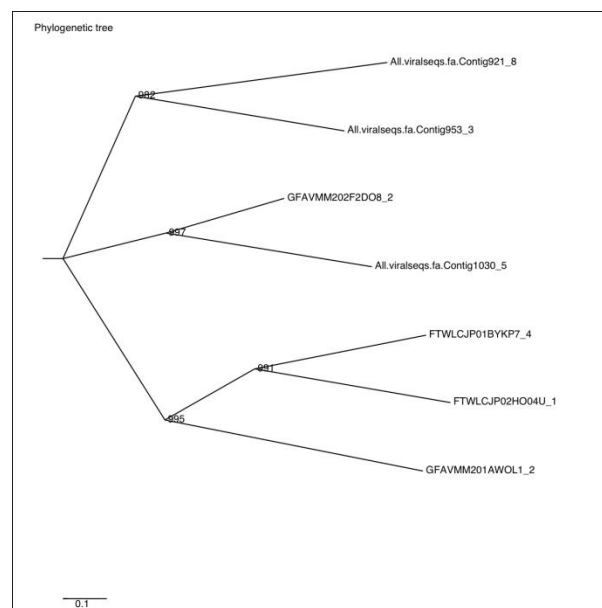 Phylogenetic tree
All.viralseqs.fa.Contig921_8
982
All.viralseqs.fa.Contig953_3
GFAVMM202F2DO8_2
997
All.viralseqs.fa.Contig1030_5
FTWLCJP01BYKP7_4
991
FTWLCJP02HO04U_1
995
GFAVMM201AWOL1_2
0.1